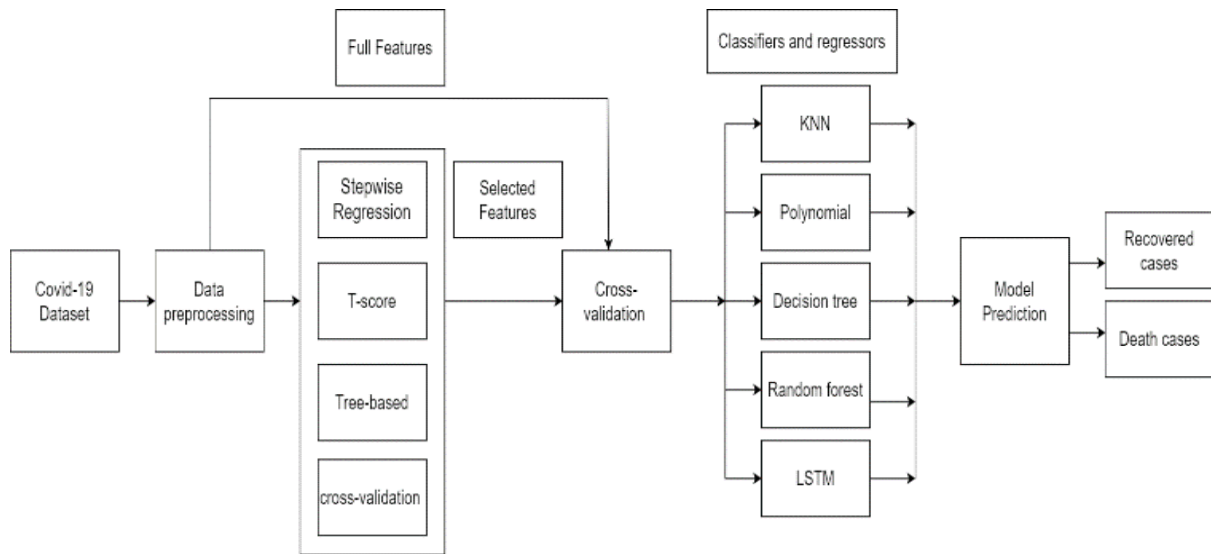 Full Features
Classifiers and regressors
Covid-19
Dataset
Data
preprocessing
Stepwise
Regression
T-score
Tree-based
cross-validation
Selected
Features
Cross-
validation
KNN
Polynomial
Decision tree
Random forest
LSTM
Model
Prediction
Recovered
cases
Death cases